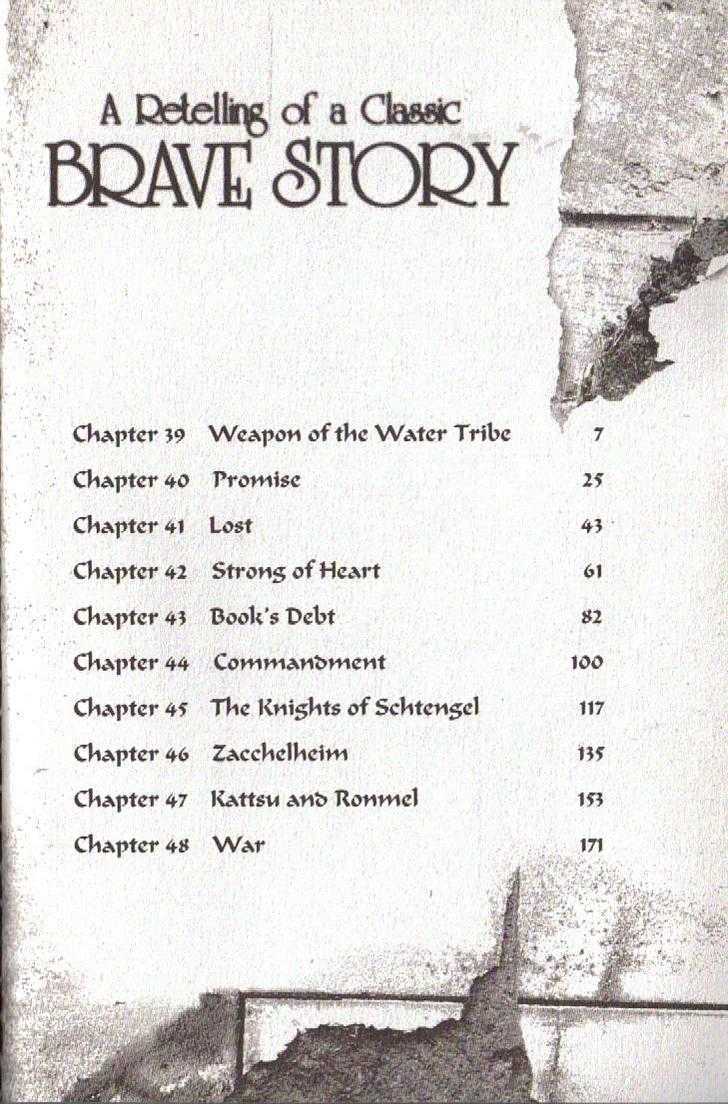 A Retelling of a Classic
BRAVE STORY
Chapter 39 Weapon of the Water Tribe 7
Chapter 40 Promise 25
Chapter 41 Lost 43
Chapter 42 Strong of Heart 61
Chapter 43 Book's Debt 82
Chapter 44 Commandment 100
Chapter 45 The Knights of Schtengel 117
Chapter 46 Zacchelheim 135
Chapter 47 Kattsu and Ronmel 153
Chapter 48 War 171